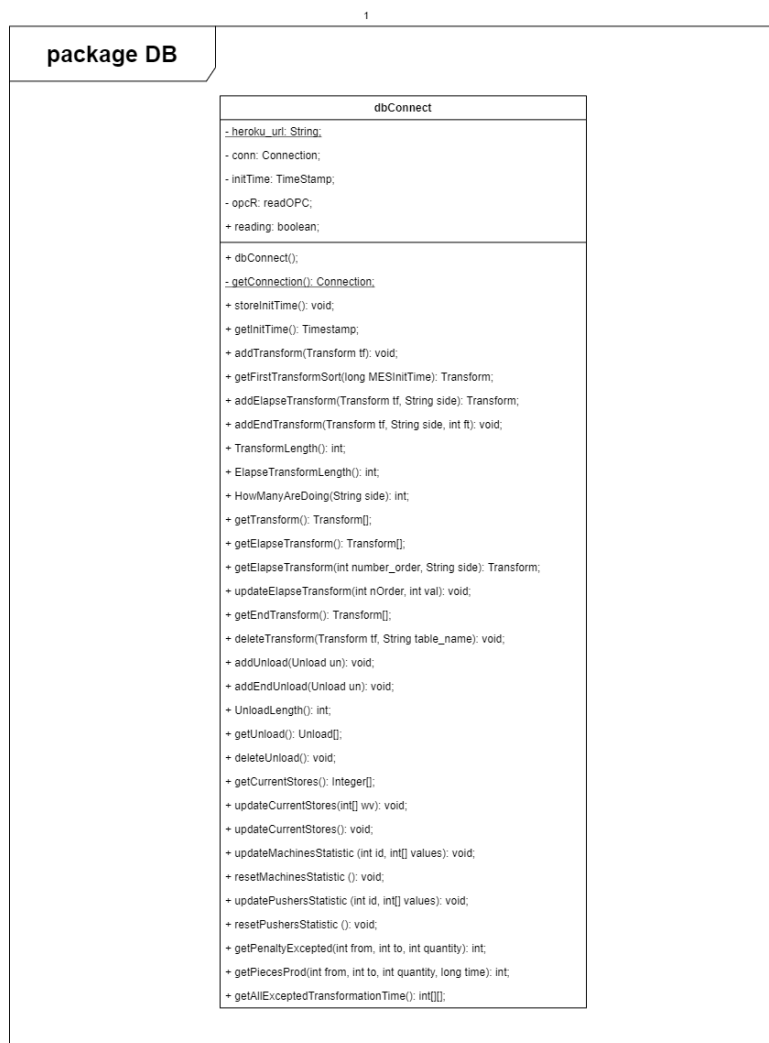 1
package DB
dbConnect
- heroku_url: String;
- conn: Connection;
- initTime: TimeStamp;
- opcR: readOPC;
+ reading: boolean;
+ dbConnect();
- getConnection(): Connection;
+ storeInitTime(): void;
+ getInitTime(): Timestamp;
+ addTransform(Transform tf): void;
+ getFirstTransformSort(long MESInitTime): Transform;
+ addElapseTransform(Transform tf, String side): Transform;
+ addEndTransform(Transform tf, String side, int ft): void;
+ TransformLength(): int;
+ ElapseTransformLength(): int;
+ HowManyAreDoing(String side): int;
+ getTransform(): Transform[];
+ getElapseTransform(): Transform[];
+ getElapseTransform(int number_order, String side): Transform;
+ updateElapseTransform(int nOrder, int val): void;
+ getEndTransform(): Transform[];
+ deleteTransform(Transform tf, String table_name): void;
+ addUnload(Unload un): void;
+ addEndUnload(Unload un): void;
+ UnloadLength(): int;
+ getUnload(): Unload[];
+ deleteUnload(): void;
+ getCurrentStores(): Integer[];
+ updateCurrentStores(int[] wv): void;
+ updateCurrentStores(): void;
+ updateMachinesStatistic (int id, int[] values): void;
+ resetMachinesStatistic (): void;
+ updatePushersStatistic (int id, int[] values): void;
+ resetPushersStatistic (): void;
+ getPenaltyExcepted(int from, int to, int quantity): int;
+ getPiecesProd(int from, int to, int quantity, long time): int;
+ getAllExceptedTransformationTime(): int[][];